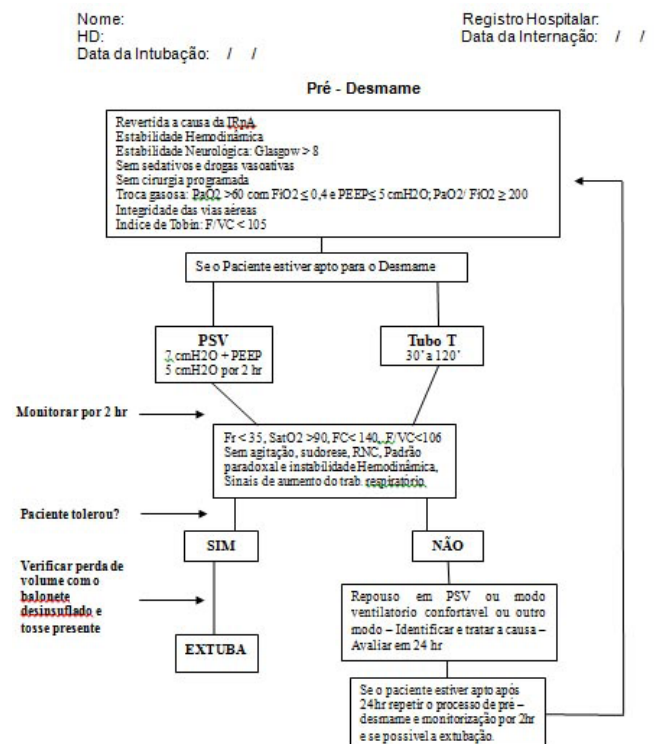 Nome:
Registro Hospitalar:
HD:
Data da Internação: / /
Data da Intubação: / /
Pré - Desmame
Revertida a causa da IRpA
Estabilidade Hemodinâmica
Estabilidade Neurológica: Glasgow > 8
Sem sedativos e drogas vasoativas
Sem cirurgia programada
Troca gasosa: PaO2 >60 com FiO2 ≤ 0,4 e PEEP≤ 5 cmH2O; PaO2/ FiO2 ≥ 200
Integridade das vias aéreas
Indice de Tobin: F/VC < 105
Se o Paciente estiver apto para o Desmame
PSV
7 cmH2O + PEEP
5 cmH2O por 2 hr
Tubo T
30' a 120'
Monitorar por 2 hr
Fr < 35, SatO2 >90, FC< 140, F/VC<106
Sem agitação, sudorese, RNC, Padrão
paradoxal e instabilidade Hemodinâmica,
Sinais de aumento do trab. respiratório.
Paciente tolerou?
SIM
NÃO
Verificar perda de
volume com o
balonete
desinsuflado e
tosse presente
EXTUBA
Repouso em PSV ou modo
ventilatorio confortavel ou outro
modo – Identificar e tratar a causa –
Avaliar em 24 hr
Se o paciente estiver apto após
24hr repetir o processo de pré –
desmame e monitorização por 2hr
e se possivel a extubação.